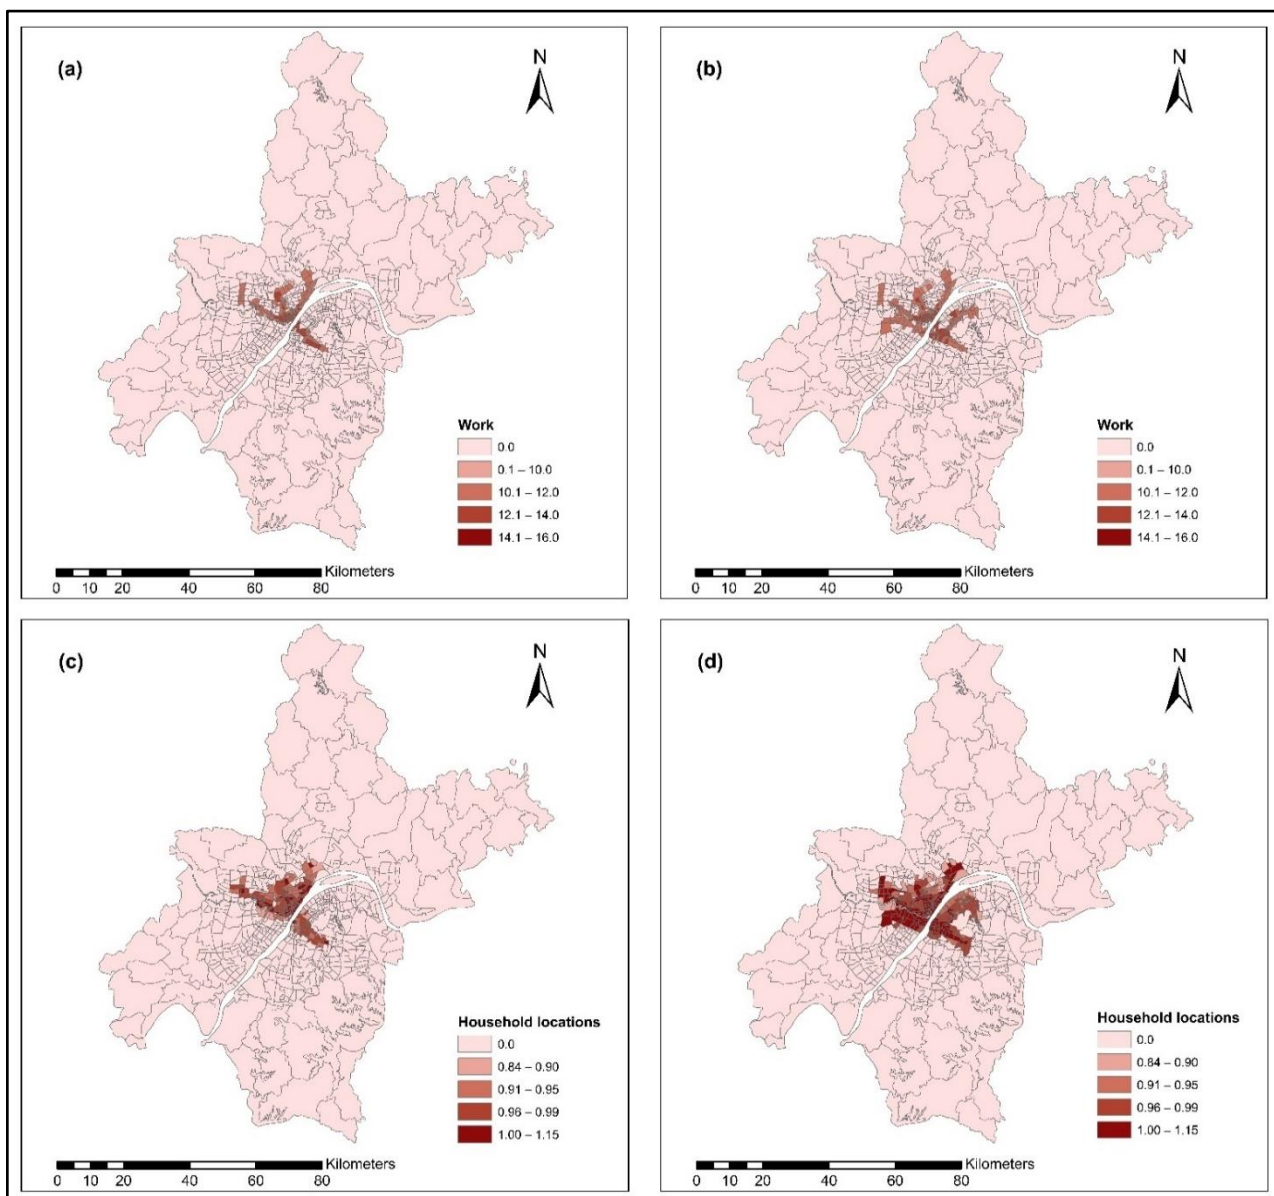 (a)
N
Work
0.0
0.1 – 10.0
10.1 – 12.0
12.1 – 14.0
14.1 – 16.0
Kilometers
0 10 20 40 60 80
(b)
N
Work
0.0
0.1 – 10.0
10.1 – 12.0
12.1 – 14.0
14.1 – 16.0
Kilometers
0 10 20 40 60 80
(c)
N
Household locations
0.0
0.84 – 0.90
0.91 – 0.95
0.96 – 0.99
1.00 – 1.15
Kilometers
0 10 20 40 60 80
(d)
N
Household locations
0.0
0.84 – 0.90
0.91 – 0.95
0.96 – 0.99
1.00 – 1.15
Kilometers
0 10 20 40 60 80